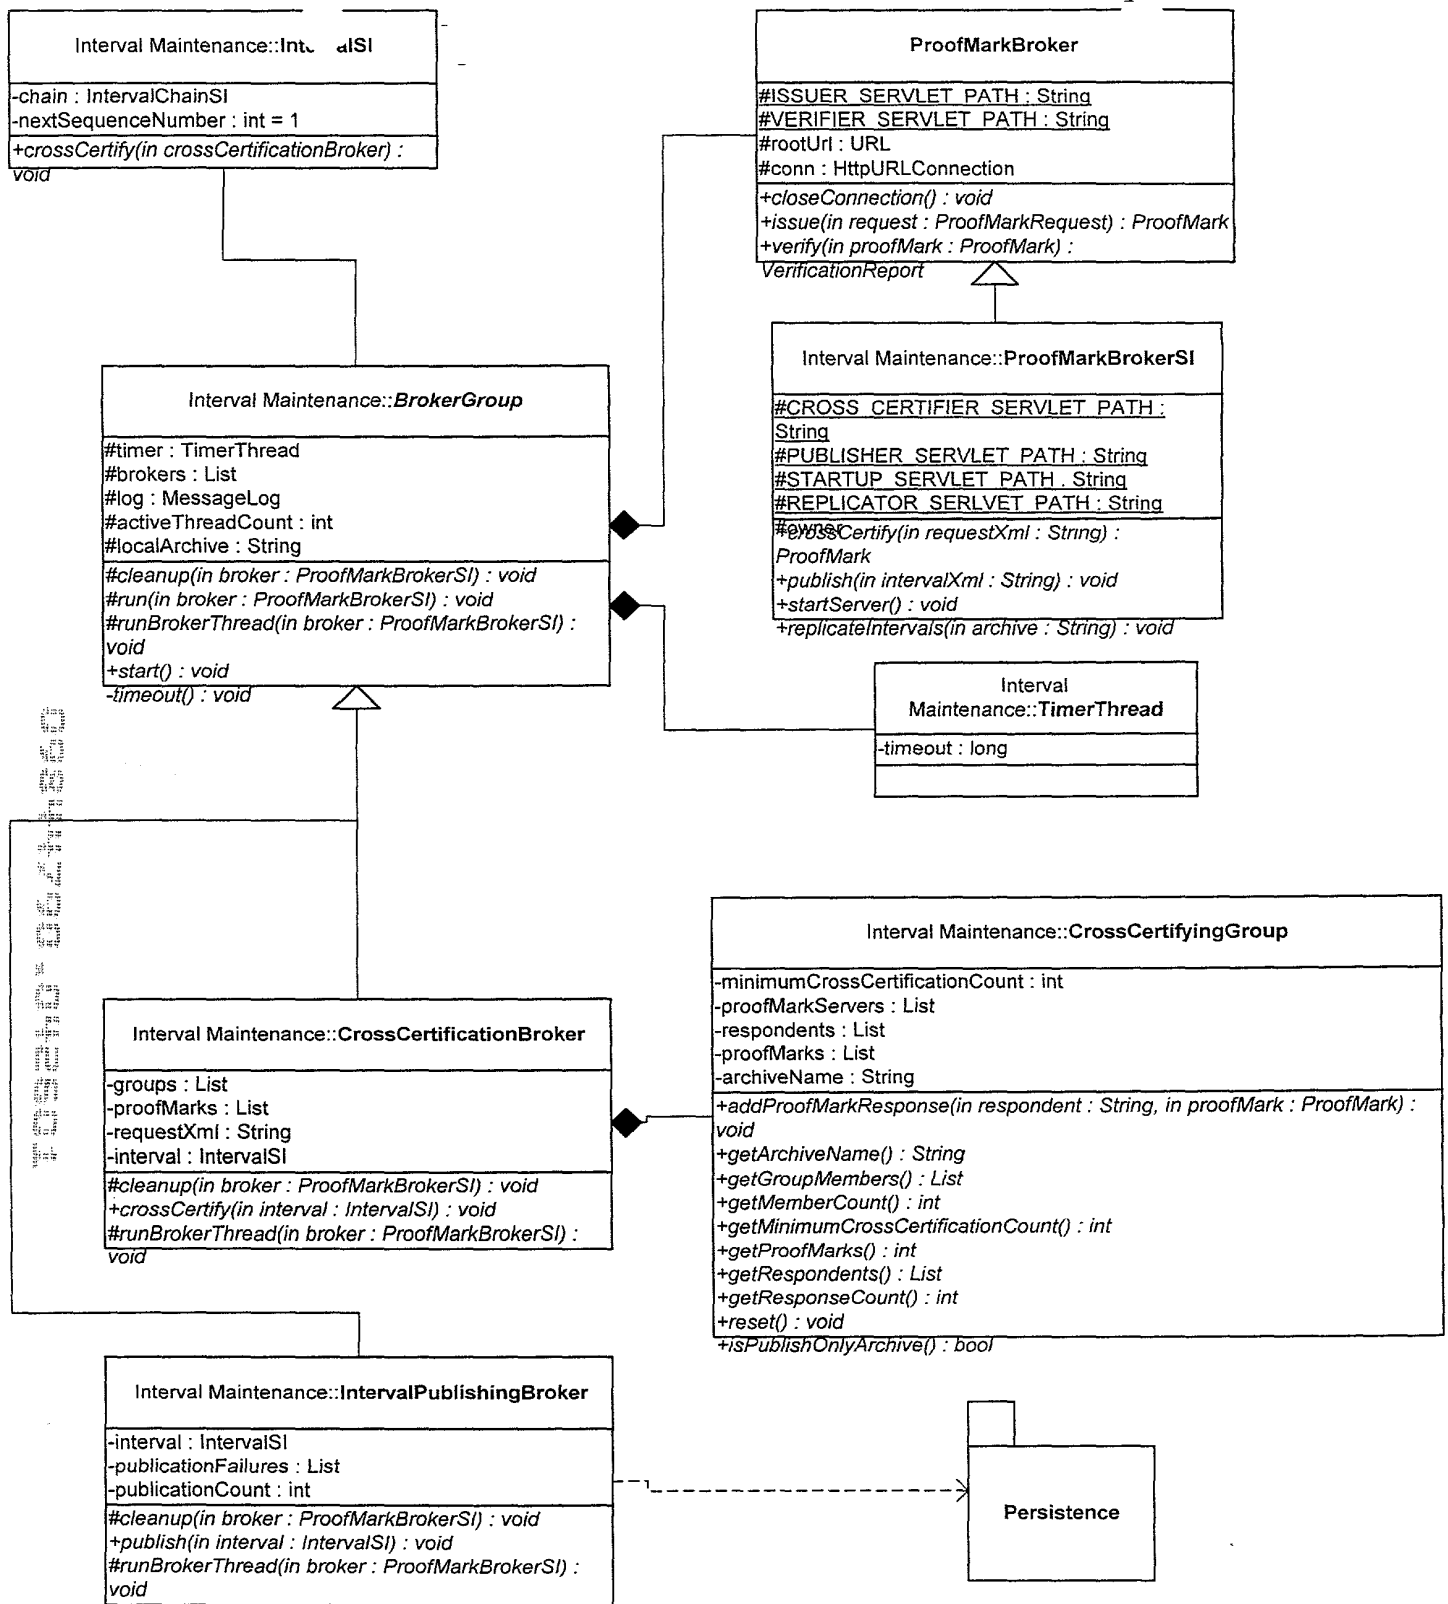 Interval Maintenance::IntervalSI
-chain : IntervalChainSI
-nextSequenceNumber : int = 1
+crossCertify(in crossCertificationBroker) :
void
ProofMarkBroker
#ISSUER_SERVLET_PATH : String
#VERIFIER_SERVLET_PATH : String
#rootUrl : URL
#conn : HttpURLConnection
+closeConnection() : void
+issue(in request : ProofMarkRequest) : ProofMark
+verify(in proofMark : ProofMark) :
VerificationReport
Interval Maintenance::ProofMarkBrokerSI
#CROSS_CERTIFIER_SERVLET_PATH :
String
#PUBLISHER_SERVLET_PATH : String
#STARTUP_SERVLET_PATH : String
#REPLICATOR_SERLVET_PATH : String
#owner
+crossCertify(in requestXml : String) :
ProofMark
+publish(in intervalXml : String) : void
+startServer() : void
+replicateIntervals(in archive : String) : void
Interval Maintenance::BrokerGroup
#timer : TimerThread
#brokers : List
#log : MessageLog
#activeThreadCount : int
#localArchive : String
#cleanup(in broker : ProofMarkBrokerSI) : void
#run(in broker : ProofMarkBrokerSI) : void
#runBrokerThread(in broker : ProofMarkBrokerSI) :
void
+start() : void
-timeout() : void
Interval
Maintenance::TimerThread
-timeout : long
Interval Maintenance::CrossCertifyingGroup
-minimumCrossCertificationCount : int
-proofMarkServers : List
-respondents : List
-proofMarks : List
-archiveName : String
+addProofMarkResponse(in respondent : String, in proofMark : ProofMark) :
void
+getArchiveName() : String
+getGroupMembers() : List
+getMemberCount() : int
+getMinimumCrossCertificationCount() : int
+getProofMarks() : int
+getRespondents() : List
+getResponseCount() : int
+reset() : void
+isPublishOnlyArchive() : bool
Interval Maintenance::CrossCertificationBroker
-groups : List
-proofMarks : List
-requestXml : String
-interval : IntervalSI
#cleanup(in broker : ProofMarkBrokerSI) : void
+crossCertify(in interval : IntervalSI) : void
#runBrokerThread(in broker : ProofMarkBrokerSI) :
void
Interval Maintenance::IntervalPublishingBroker
-interval : IntervalSI
-publicationFailures : List
-publicationCount : int
#cleanup(in broker : ProofMarkBrokerSI) : void
+publish(in interval : IntervalSI) : void
#runBrokerThread(in broker : ProofMarkBrokerSI) :
void
Persistence